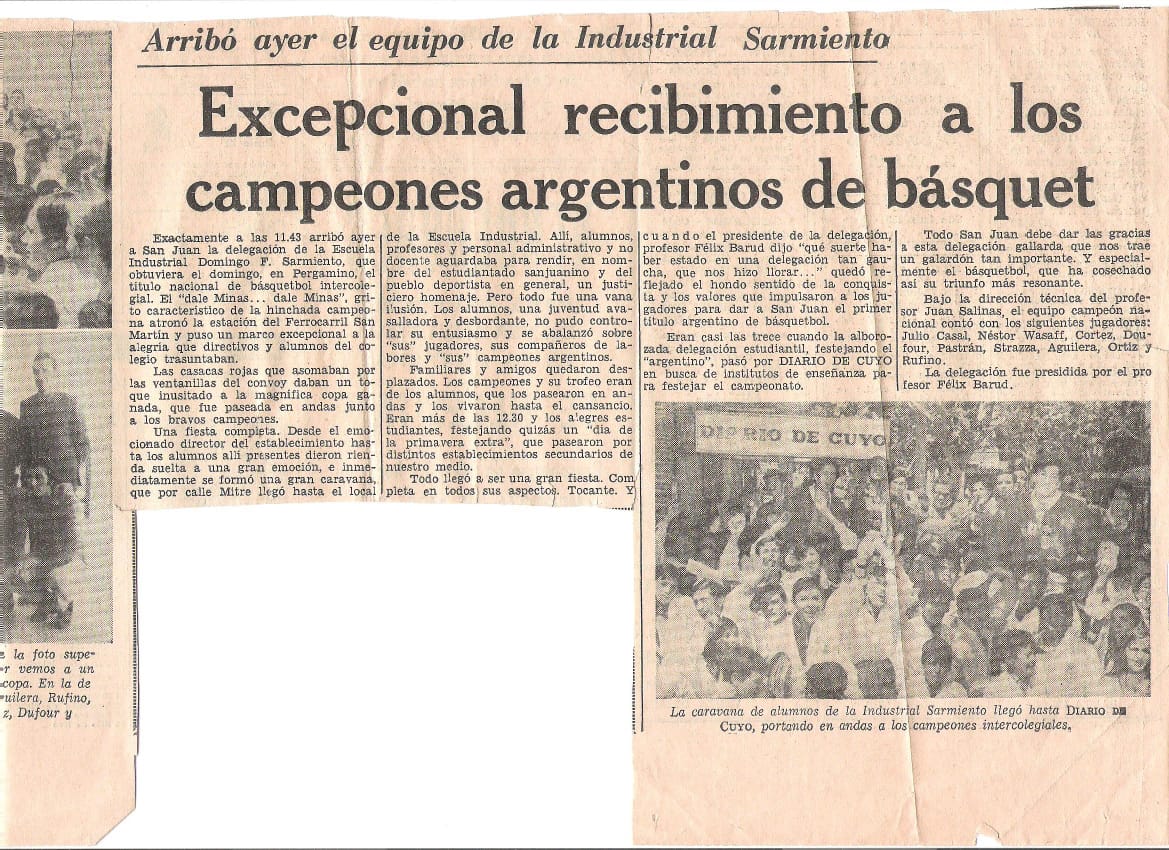 Arribó ayer el equipo de la Industrial Sarmiento
Excepcional recibimiento a los
campeones argentinos de básquet
Exactamente a las 11.43 arribó ayer
a San Juan la delegación de la Escuela
Industrial Domingo F. Sarmiento, que
obtuviera el domingo, en Pergamino, el
título nacional de básquetbol intercole-
gial. El "dale Minas... dale Minas", gri-
to característico de la hinchada campeo-
na atronó la estación del Ferrocarril San
Martín y puso un marco excepcional a la
alegría que directivos y alumnos del co-
legio trasuntaban.
Las casacas rojas que asomaban por
las ventanillas del convoy daban un to-
que inusitado a la magnífica copa ga-
nada, que fue paseada en andas junto
a los bravos campeones.
Una fiesta completa. Desde el emo-
cionado director del establecimiento has-
ta los alumnos allí presentes dieron rien-
da suelta a una gran emoción, e inme-
diatamente se formó una gran caravana,
que por calle Mitre llegó hasta el local
de la Escuela Industrial. Allí, alumnos,
profesores y personal administrativo y no
docente aguardaba para rendir, en nom-
bre del estudiantado sanjuanino y del
pueblo deportista en general, un justi-
ciero homenaje. Pero todo fue una vana
ilusión. Los alumnos, una juventud ava-
salladora y desbordante, no pudo contro-
lar su entusiasmo y se abalanzó sobre
"sus" jugadores, sus compañeros de la-
bores y "sus" campeones argentinos.
Familiares y amigos quedaron des-
plazados. Los campeones y su trofeo eran
de los alumnos, que los pasearon en an-
das y los vivaron hasta el cansancio.
Eran más de las 12.30 y los alegres es-
tudiantes, festejando quizás un "día de
la primavera extra", que pasearon por
distintos establecimientos secundarios de
nuestro medio.
Todo llegó a ser una gran fiesta. Com
pleta en todos sus aspectos. Tocante. Y
cuando el presidente de la delegación,
profesor Félix Barud dijo "qué suerte ha-
ber estado en una delegación tan gau-
cha, que nos hizo llorar..." quedó re-
flejado el hondo sentido de la conquis-
ta y los valores que impulsaron a los ju-
gadores para dar a San Juan el primer
título argentino de básquetbol.
Eran casi las trece cuando la alboro-
zada delegación estudiantil, festejando el
"argentino", pasó por DIARIO DE CUYO
en busca de institutos de enseñanza pa-
ra festejar el campeonato.
Todo San Juan debe dar las gracias
a esta delegación gallarda que nos trae
un galardón tan importante. Y especial-
mente el básquetbol, que ha cosechado
así su triunfo más resonante.
Bajo la dirección técnica del profe-
sor Juan Salinas, el equipo campeón na-
cional contó con los siguientes jugadores:
Julio Casal, Néstor Wasaff, Cortez, Dou-
four, Pastrán, Strazza, Aguilera, Ortiz y
Rufino.
La delegación fue presidida por el pro
fesor Félix Barud.
DIARIO DE CUYO
La caravana de alumnos de la Industrial Sarmiento llegó hasta DIARIO DE
CUYO, portando en andas a los campeones intercolegiales.
la foto supe-
r vemos a un
copa. En la de
uilera, Rufino,
z, Dufour y